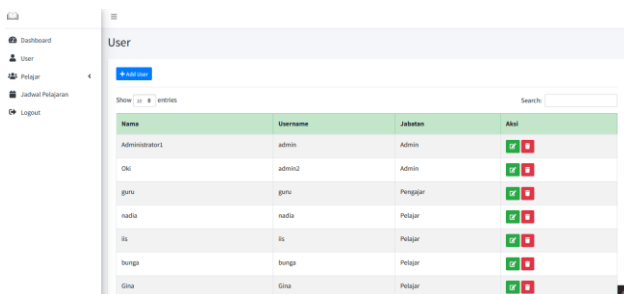 Dashboard
User
Pelajar
Jadwal Pelajaran
Logout
User
+ Add User
Show 10 entries
Search:
Nama Username Jabatan Aksi
Administrator1 admin Admin
Oki admin2 Admin
guru guru Pengajar
nadia nadia Pelajar
iis iis Pelajar
bunga bunga Pelajar
Gina Gina Pelajar